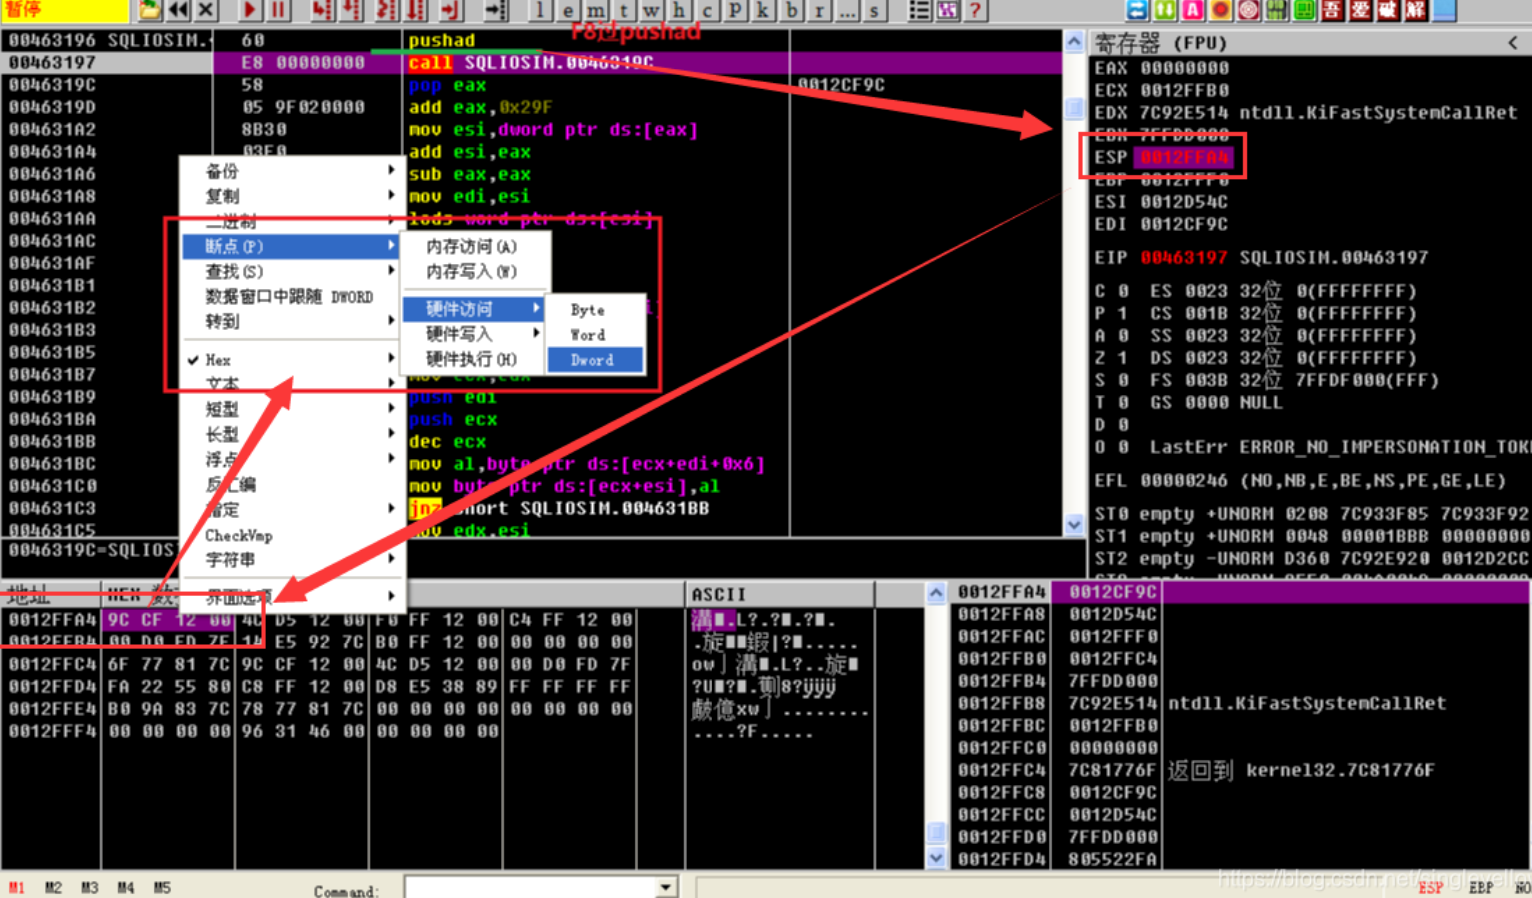 暂停
l e m t w h c P k b r ... s
?
吾 爱 破 解
F8过pushad
00463196 SQLIOSIM. 60 pushad
00463197 E8 00000000 call SQLIOSIM.0046319C
0046319C 58 pop eax 0012CF9C
0046319D 05 9F020000 add eax,0x29F
004631A2 8B30 mov esi,dword ptr ds:[eax]
004631A4 03F0 add esi,eax
004631A6 sub eax,eax
004631A8 mov edi,esi
004631AA lods word ptr ds:[esi]
004631AC
004631AF
004631B1
004631B2
004631B3
004631B5
004631B7
004631B9 push edi
004631BA push ecx
004631BB dec ecx
004631BC mov al,byte ptr ds:[ecx+edi+0x6]
004631C0 mov byte ptr ds:[ecx+esi],al
004631C3 jnz short SQLIOSIM.004631BB
004631C5 mov edx,esi
0046319C=SQLIOS
备份
复制
二进制
断点(P)
查找(S)
数据窗口中跟随 DWORD
转到
Hex
文本
短型
长型
浮点
反汇编
指定
CheckVmp
字符串
界面选项
内存访问(A)
内存写入(W)
硬件访问
硬件写入
硬件执行(H)
Byte
Word
Dword
寄存器 (FPU) <
EAX 00000000
ECX 0012FFB0
EDX 7C92E514 ntdll.KiFastSystemCallRet
EBX 7FFDD000
ESP 0012FFA4
EBP 0012FFF0
ESI 0012D54C
EDI 0012CF9C
EIP 00463197 SQLIOSIM.00463197
C 0 ES 0023 32位 0(FFFFFFFF)
P 1 CS 001B 32位 0(FFFFFFFF)
A 0 SS 0023 32位 0(FFFFFFFF)
Z 1 DS 0023 32位 0(FFFFFFFF)
S 0 FS 003B 32位 7FFDF000(FFF)
T 0 GS 0000 NULL
D 0
O 0 LastErr ERROR_NO_IMPERSONATION_TOK
EFL 00000246 (NO,NB,E,BE,NS,PE,GE,LE)
ST0 empty +UNORM 0208 7C933F85 7C933F92
ST1 empty +UNORM 0048 00001BBB 00000000
ST2 empty -UNORM D360 7C92E920 0012D2CC
地址 HEX 数 ASCII
0012FFA4 9C CF 12 00 4C D5 12 00 F0 FF 12 00 C4 FF 12 00
0012FFB4 00 D0 FD 7F 14 E5 92 7C B0 FF 12 00 00 00 00 00
0012FFC4 6F 77 81 7C 9C CF 12 00 4C D5 12 00 00 D0 FD 7F
0012FFD4 FA 22 55 80 C8 FF 12 00 D8 E5 38 89 FF FF FF FF
0012FFE4 B0 9A 83 7C 78 77 81 7C 00 00 00 00 00 00 00 00
0012FFF4 00 00 00 00 96 31 46 00 00 00 00 00
0012FFA4 0012CF9C
0012FFA8 0012D54C
0012FFAC 0012FFF0
0012FFB0 0012FFC4
0012FFB4 7FFDD000
0012FFB8 7C92E514 ntdll.KiFastSystemCallRet
0012FFBC 0012FFB0
0012FFC0 00000000
0012FFC4 7C81776F 返回到 kernel32.7C81776F
0012FFC8 0012CF9C
0012FFCC 0012D54C
0012FFD0 7FFDD000
0012FFD4 805522FA
M1 M2 M3 M4 M5 Command: ESP EBP NO